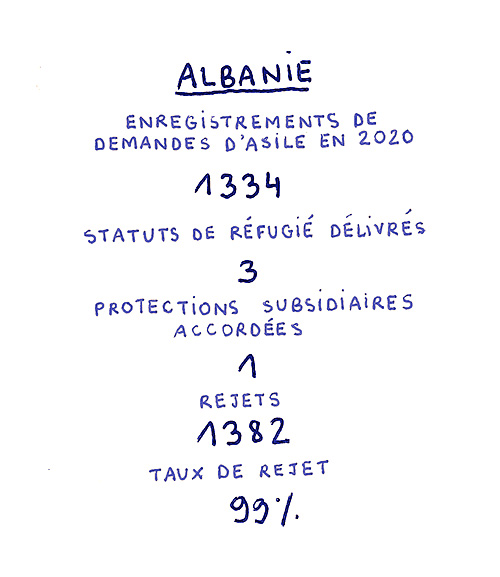 ALBANIE
ENREGiSTREMENTS DE
DEMANDES D'ASILE EN 2020
1334
STATUTS DE RÉFUGIÉ DÉLIVRÉS
3
PROTECTIONS SUBSIDIAIRES
ACCORDÉES
1
REJETS
1382
TAUX DE REJET
99%